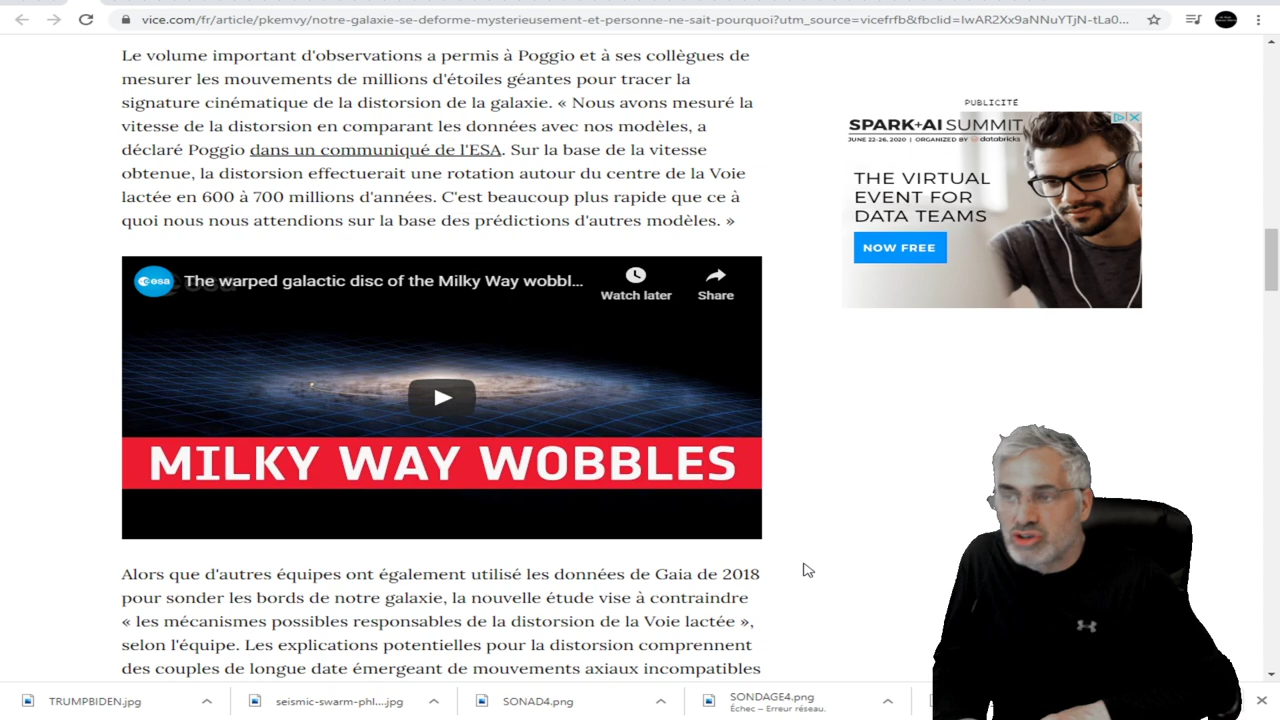 vice.com/fr/article/pkemvy/notre-galaxie-se-deforme-mysterieusement-et-personne-ne-sait-pourquoi?utm_source=vicefrfb&fbclid=IwAR2Xx9aNNuYTjN-tLa0...
Le volume important d'observations a permis à Poggio et à ses collègues de
mesurer les mouvements de millions d'étoiles géantes pour tracer la
signature cinématique de la distorsion de la galaxie. « Nous avons mesuré la
vitesse de la distorsion en comparant les données avec nos modèles, a
déclaré Poggio dans un communiqué de l'ESA. Sur la base de la vitesse
obtenue, la distorsion effectuerait une rotation autour du centre de la Voie
lactée en 600 à 700 millions d'années. C'est beaucoup plus rapide que ce à
quoi nous nous attendions sur la base des prédictions d'autres modèles. »
PUBLICITÉ
SPARK+AI SUMMIT
JUNE 22-26, 2020 | ORGANIZED BY databricks
THE VIRTUAL
EVENT FOR
DATA TEAMS
NOW FREE
esa
The warped galactic disc of the Milky Way wobbl...
Watch later
Share
MILKY WAY WOBBLES
Alors que d'autres équipes ont également utilisé les données de Gaia de 2018
pour sonder les bords de notre galaxie, la nouvelle étude vise à contraindre
« les mécanismes possibles responsables de la distorsion de la Voie lactée »,
selon l'équipe. Les explications potentielles pour la distorsion comprennent
des couples de longue date émergeant de mouvements axiaux incompatibles
TRUMPBIDEN.jpg
seismic-swarm-phl....jpg
SONAD4.png
SONDAGE4.png
Échec – Erreur réseau.